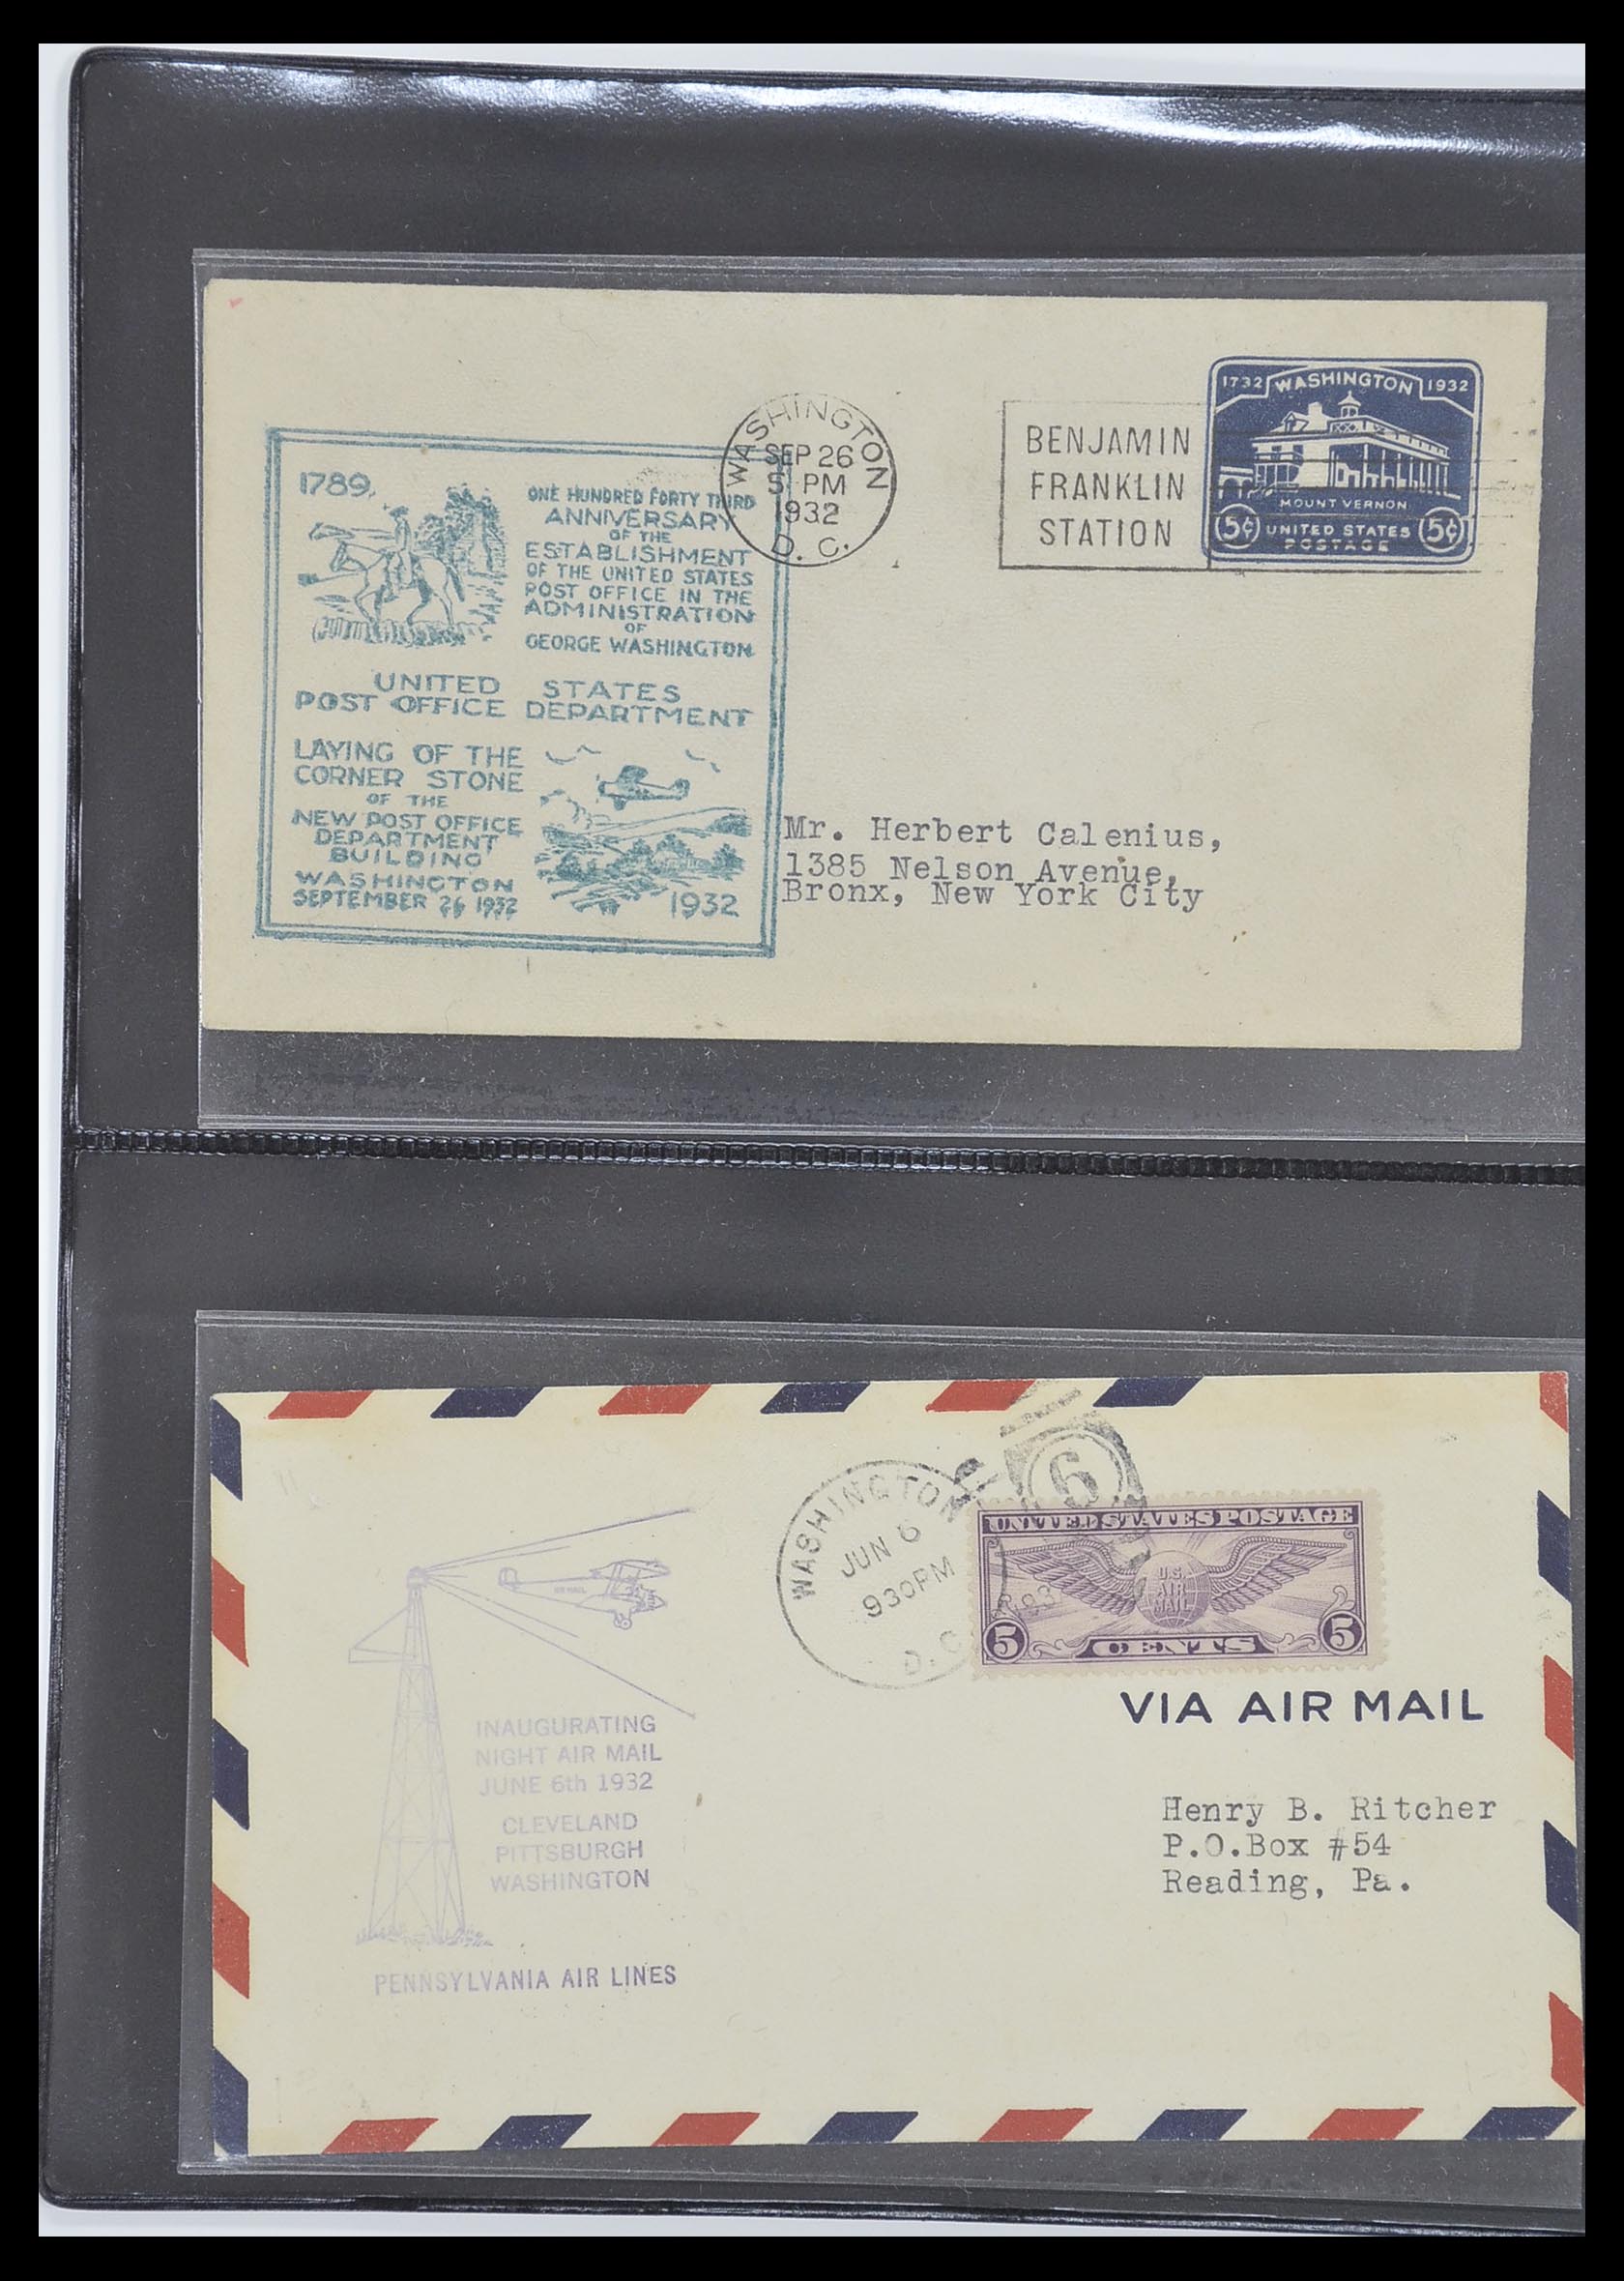 1789
ONE HUNDRED FORTY THIRD
ANNIVERSARY
OF THE
ESTABLISHMENT
OF THE UNITED STATES
POST OFFICE IN THE
ADMINISTRATION
OF
GEORGE WASHINGTON
UNITED STATES
POST OFFICE DEPARTMENT
LAYING OF THE
CORNER STONE
OF THE
NEW POST OFFICE
DEPARTMENT
BUILDING
WASHINGTON
SEPTEMBER 26 1932
1932
WASHINGTON
SEP 26
5 PM
1932
D. C.
BENJAMIN
FRANKLIN
STATION
1732 WASHINGTON 1932
MOUNT VERNON
5¢ UNITED STATES 5¢
POSTAGE
Mr. Herbert Calenius,
1385 Nelson Avenue,
Bronx, New York City
WASHINGTON
JUN 6
930PM
D.C.
6
UNITED STATES POSTAGE
U.S.
AIR
MAIL
5 CENTS 5
VIA AIR MAIL
INAUGURATING
NIGHT AIR MAIL
JUNE 6th 1932
CLEVELAND
PITTSBURGH
WASHINGTON
PENNSYLVANIA AIR LINES
Henry B. Ritcher
P.O.Box #54
Reading, Pa.